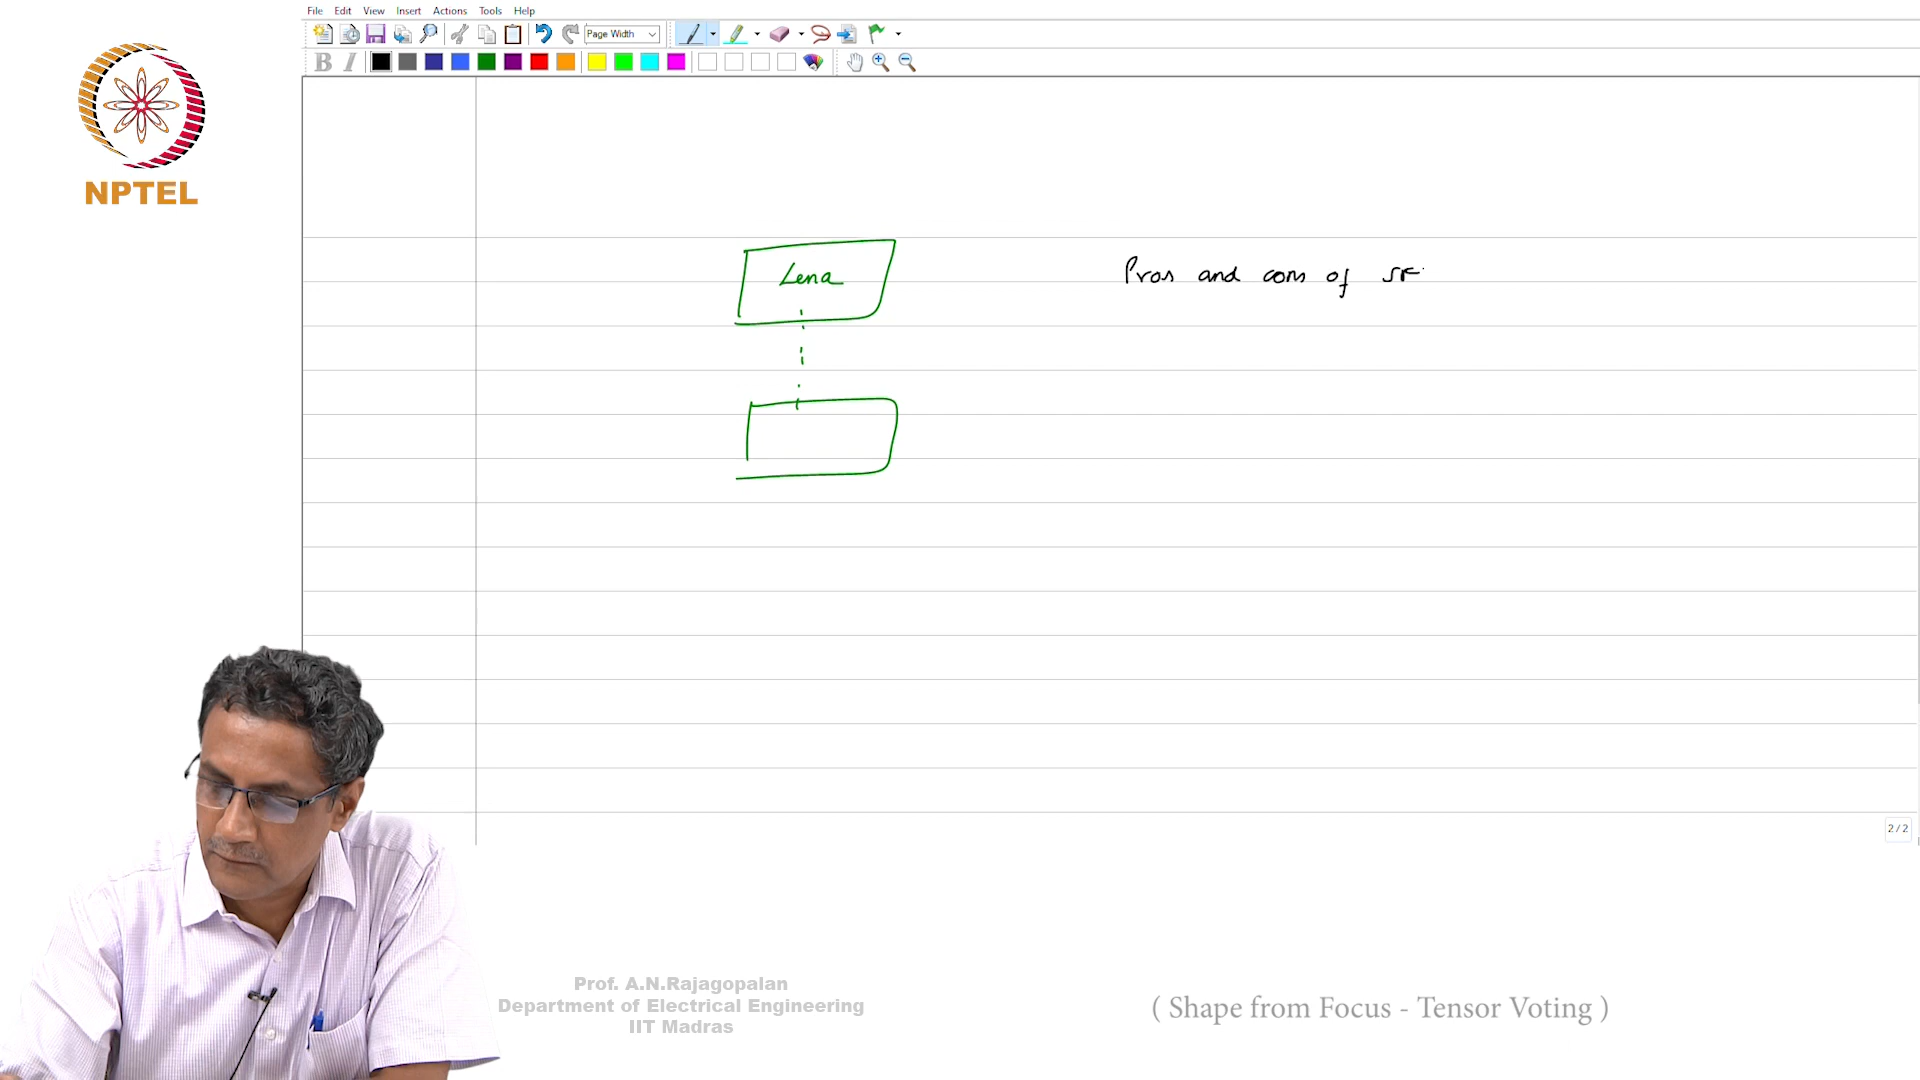 File Edit View Insert Actions Tools Help
Page Width
B I
NPTEL
Lena
Pros and cons of SF
2 / 2
Prof. A.N.Rajagopalan
Department of Electrical Engineering
IIT Madras
( Shape from Focus - Tensor Voting )